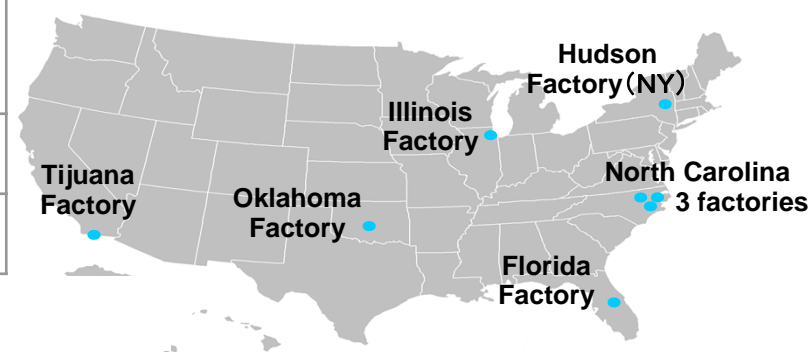 Hudson
Factory(NY)
Illinois
Factory
Tijuana
Factory
Oklahoma
Factory
North Carolina
3 factories
Florida
Factory